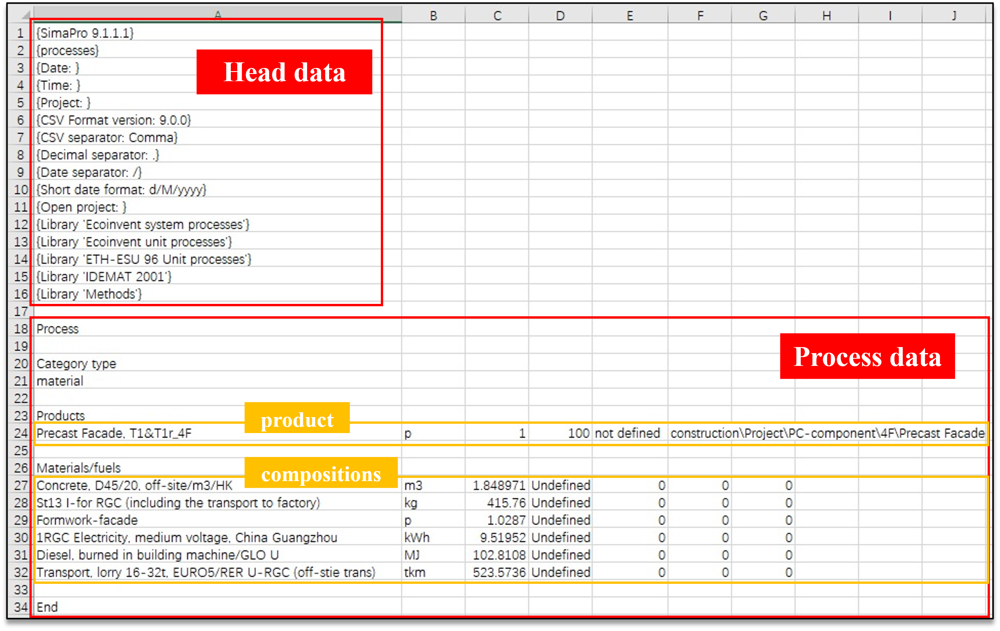 A B C D E F G H I J
1 {SimaPro 9.1.1.1}
2 {processes}
Head data
3 {Date: }
4 {Time: }
5 {Project: }
6 {CSV Format version: 9.0.0}
7 {CSV separator: Comma}
8 {Decimal separator: .}
9 {Date separator: /}
10 {Short date format: d/M/yyyy}
11 {Open project: }
12 {Library 'Ecoinvent system processes'}
13 {Library 'Ecoinvent unit processes'}
14 {Library 'ETH-ESU 96 Unit processes'}
15 {Library 'IDEMAT 2001'}
16 {Library 'Methods'}
17
18 Process
19
Process data
20 Category type
21 material
22
23 Products
product
24 Precast Facade, T1&T1r_4F p 1 100 not defined construction\Project\PC-component\4F\Precast Facade
25
26 Materials/fuels
compositions
27 Concrete, D45/20, off-site/m3/HK m3 1.848971 Undefined 0 0 0
28 St13 I-for RGC (including the transport to factory) kg 415.76 Undefined 0 0 0
29 Formwork-facade p 1.0287 Undefined 0 0 0
30 1RGC Electricity, medium voltage, China Guangzhou kWh 9.51952 Undefined 0 0 0
31 Diesel, burned in building machine/GLO U MJ 102.8108 Undefined 0 0 0
32 Transport, lorry 16-32t, EURO5/RER U-RGC (off-stie trans) tkm 523.5736 Undefined 0 0 0
33
34 End